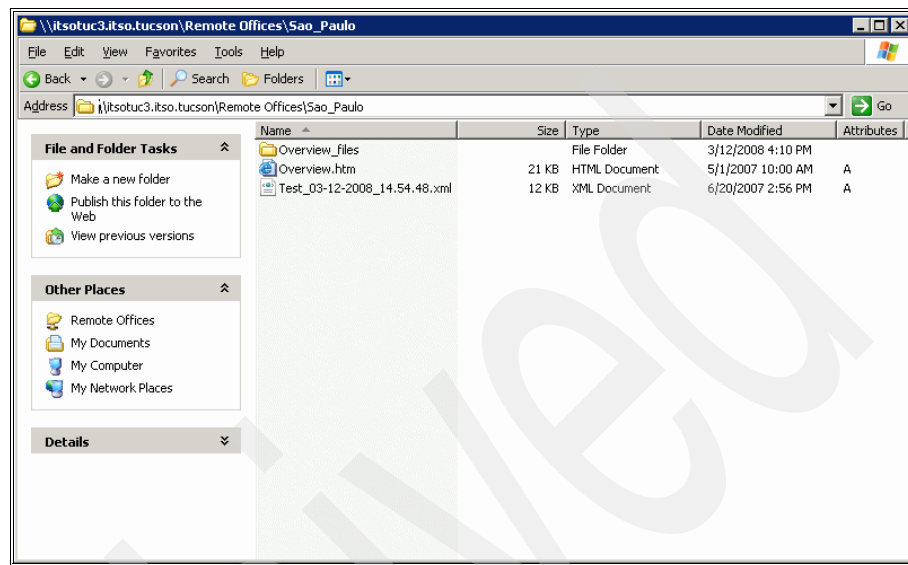 \\itsotuc3.itso.tucson\Remote Offices\Sao_Paulo
File Edit View Favorites Tools Help
Back Search Folders
Address \\itsotuc3.itso.tucson\Remote Offices\Sao_Paulo Go
Name Size Type Date Modified Attributes
File and Folder Tasks
Make a new folder
Publish this folder to the
Web
View previous versions
Other Places
Remote Offices
My Documents
My Computer
My Network Places
Details
Overview_files File Folder 3/12/2008 4:10 PM
Overview.htm 21 KB HTML Document 5/1/2007 10:00 AM A
Test_03-12-2008_14.54.48.xml 12 KB XML Document 6/20/2007 2:56 PM A